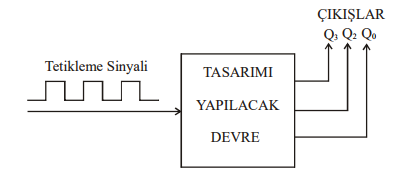 ÇIKIŞLAR
Q3 Q2 Q0
Tetikleme Sinyali
TASARIMI
YAPILACAK
DEVRE